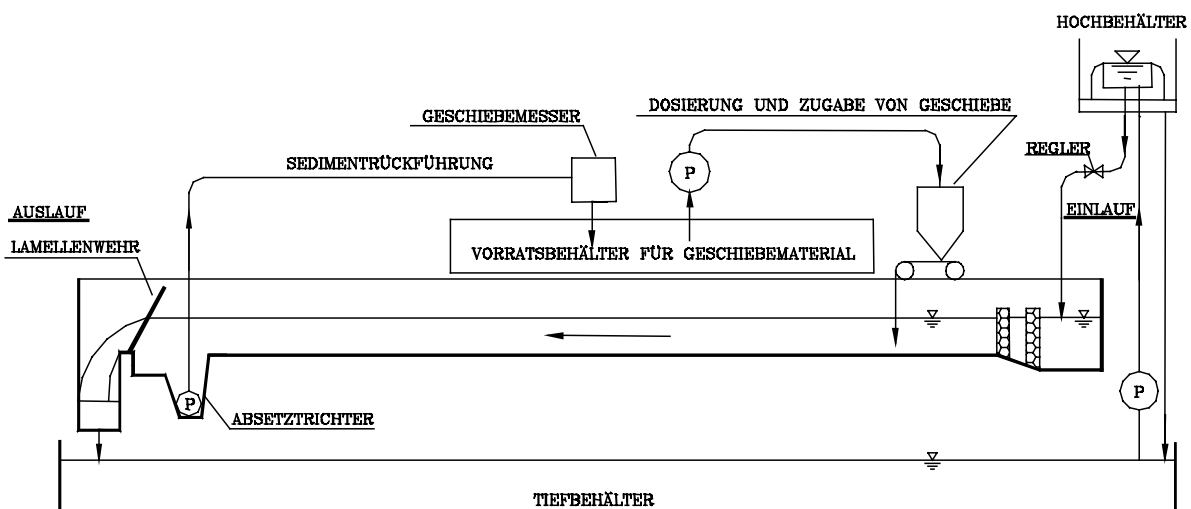 HOCHBEHÄLTER
DOSIERUNG UND ZUGABE VON GESCHIEBE
GESCHIEBEMESSER
SEDIMENTRÜCKFÜHRUNG
P
REGLER
AUSLAUF
EINLAUF
LAMELLENWEHR
VORRATSBEHÄLTER FÜR GESCHIEBEMATERIAL
P
P
ABSETZTRICHTER
TIEFBEHÄLTER